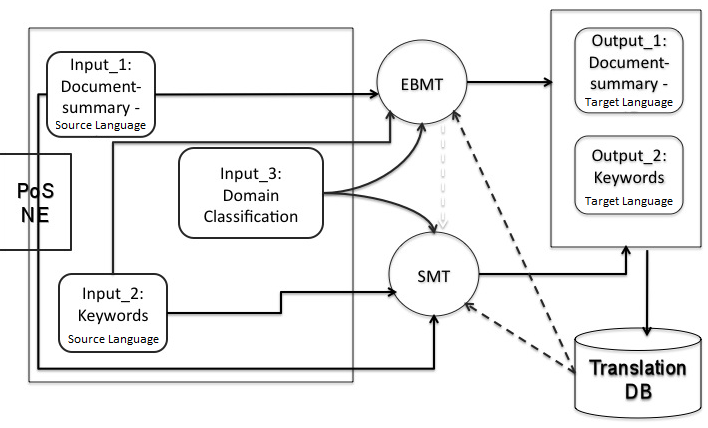 Input_1:
Document-
summary -
Source Language
EBMT
Output_1:
Document-
summary -
Target Language
Output_2:
Keywords
Target Language
Input_3:
Domain
Classification
PoS
NE
SMT
Input_2:
Keywords
Source Language
Translation
DB